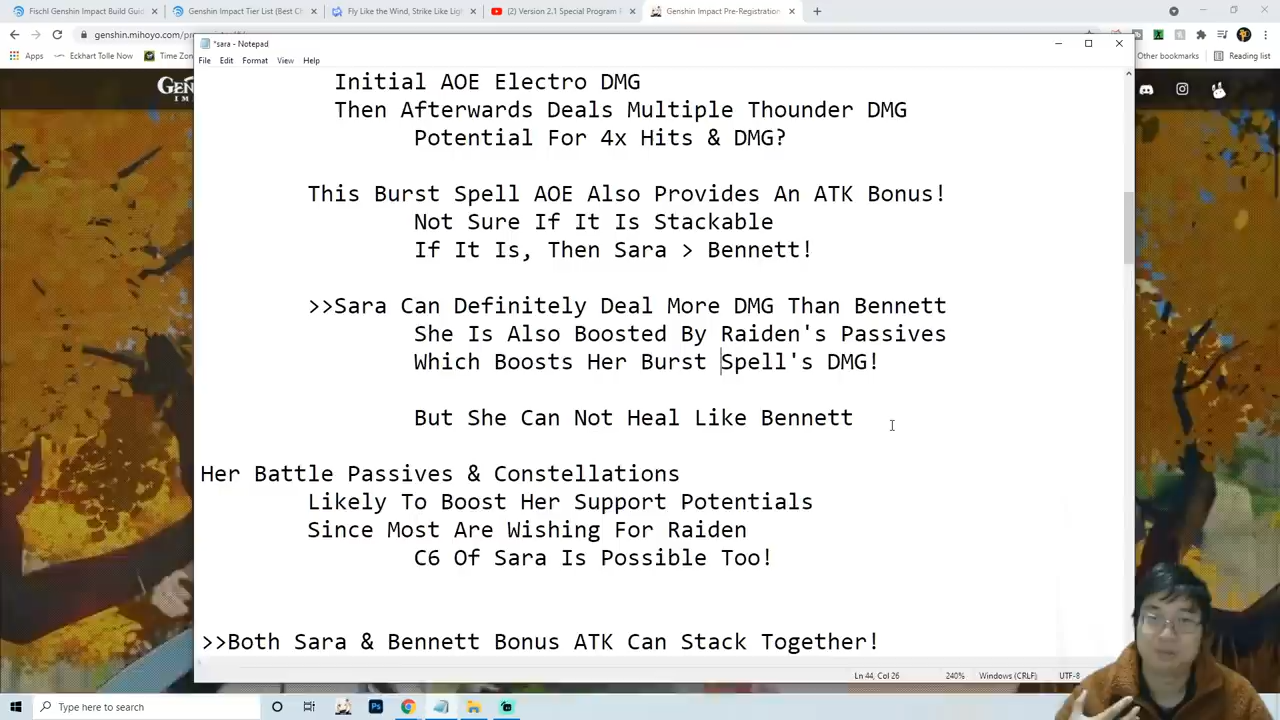 Fischl Genshin Impact Build Guid
Genshin Impact Tier List (Best C
Fly Like the Wind, Strike Like Ligh
(2) Version 2.1 Special Program P
Genshin Impact Pre-Registration
genshin.mihoyo.com/
Apps
Eckhart Tolle Now
Time Zon
Other bookmarks
Reading list
*sara - Notepad
File Edit Format View Help
Initial AOE Electro DMG
Then Afterwards Deals Multiple Thounder DMG
Potential For 4x Hits & DMG?
This Burst Spell AOE Also Provides An ATK Bonus!
Not Sure If It Is Stackable
If It Is, Then Sara > Bennett!
>>Sara Can Definitely Deal More DMG Than Bennett
She Is Also Boosted By Raiden's Passives
Which Boosts Her Burst Spell's DMG!
But She Can Not Heal Like Bennett
Her Battle Passives & Constellations
Likely To Boost Her Support Potentials
Since Most Are Wishing For Raiden
C6 Of Sara Is Possible Too!
>>Both Sara & Bennett Bonus ATK Can Stack Together!
Ln 44, Col 26
240%
Windows (CRLF)
UTF-8
Type here to search